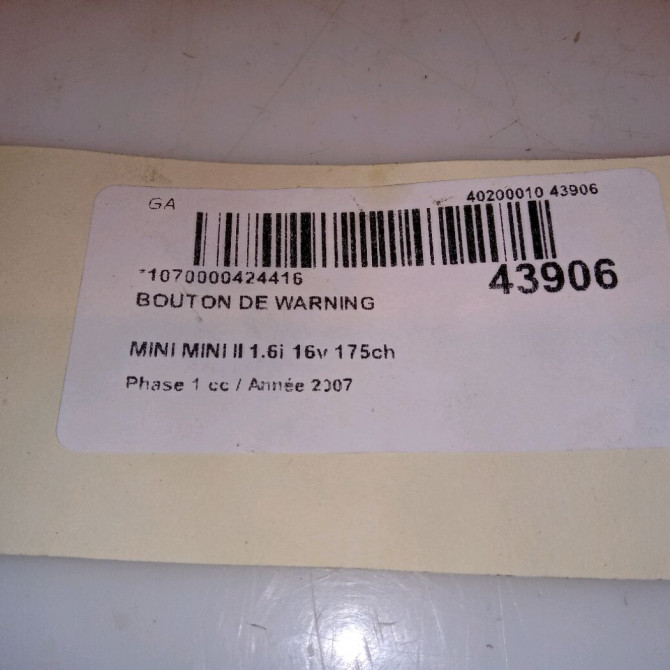 GA
40200010 43906
*1070000424416
43906
BOUTON DE WARNING
MINI MINI II 1.6i 16v 175ch
Phase 1 cc / Année 2007